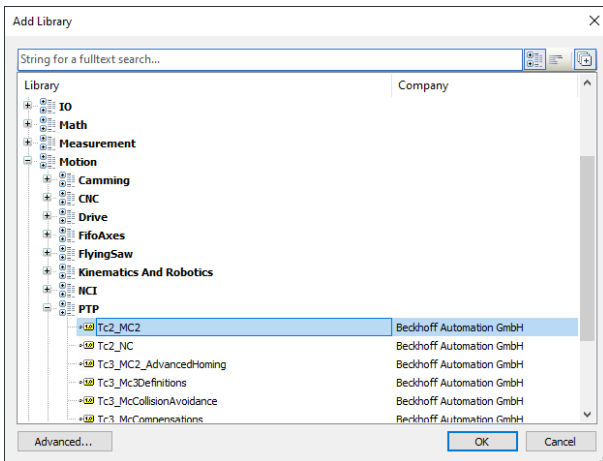 Add Library
String for a fulltext search...
Library Company
IO
Math
Measurement
Motion
Camming
CNC
Drive
FifoAxes
FlyingSaw
Kinematics And Robotics
NCI
PTP
Tc2_MC2 Beckhoff Automation GmbH
Tc2_NC Beckhoff Automation GmbH
Tc3_MC2_AdvancedHoming Beckhoff Automation GmbH
Tc3_Mc3Definitions Beckhoff Automation GmbH
Tc3_McCollisionAvoidance Beckhoff Automation GmbH
Tc3_McCompensations Beckhoff Automation GmbH
Advanced... OK Cancel